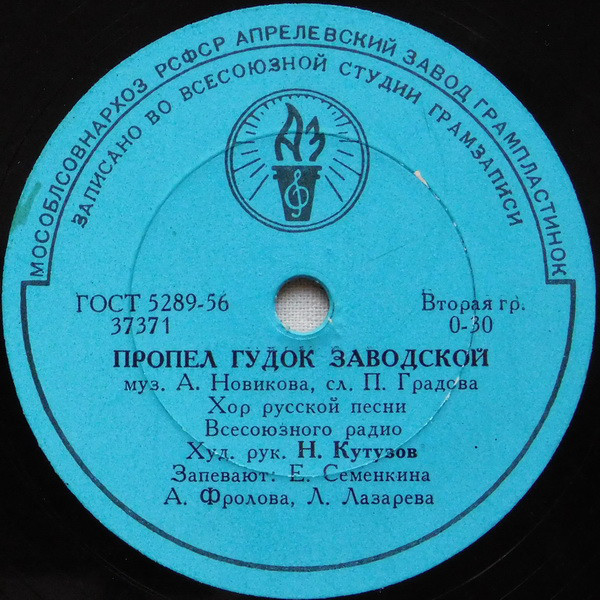 МОСОБЛСОВНАРХОЗ РСФСР АПРЕЛЕВСКИЙ ЗАВОД ГРАМПЛАСТИНОК
ЗАПИСАНО ВО ВСЕСОЮЗНОЙ СТУДИИ ГРАМЗАПИСИ
АЗ
ГОСТ 5289-56
37371
Вторая гр.
0-30
ПРОПЕЛ ГУДОК ЗАВОДСКОЙ
муз. А. Новикова, сл. П. Градова
Хор русской песни
Всесоюзного радио
Худ. рук. Н. Кутузов
Запевают: Е. Семенкина
А. Фролова, Л. Лазарева